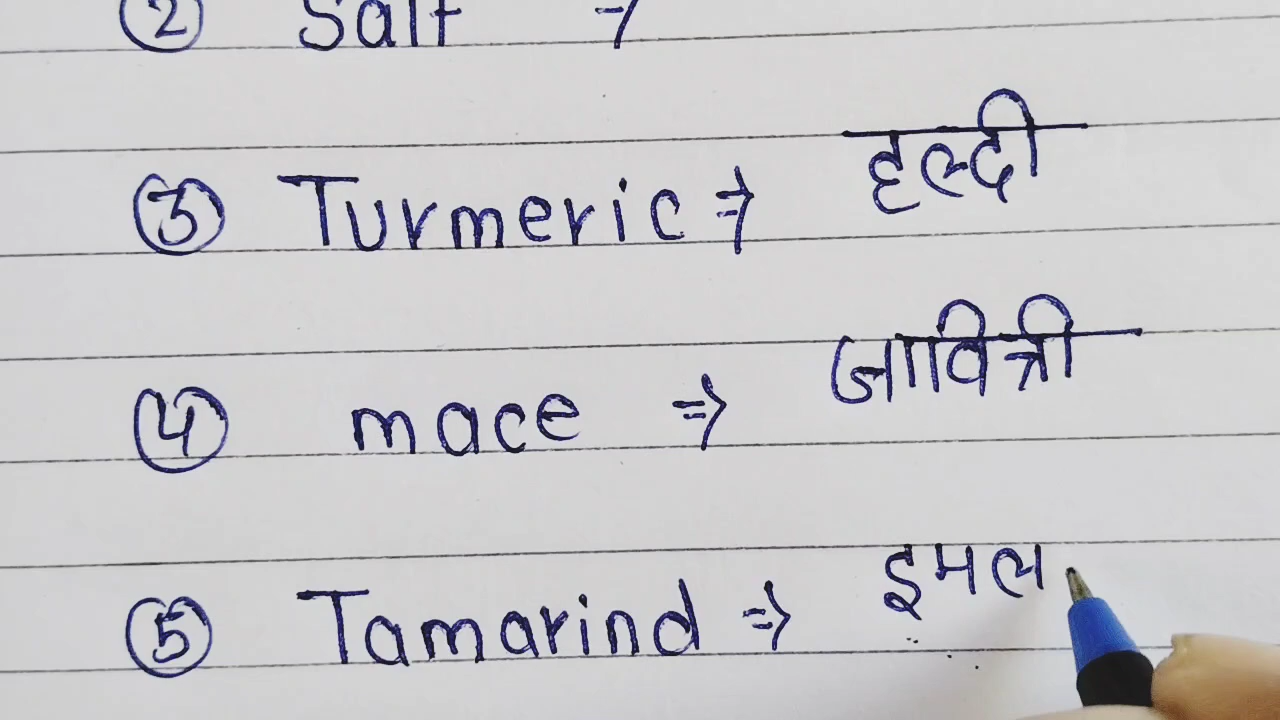 ② Salt ⇒
③ Turmeric ⇒ हल्दी
④ mace ⇒ जावित्री
⑤ Tamarind ⇒ इमल